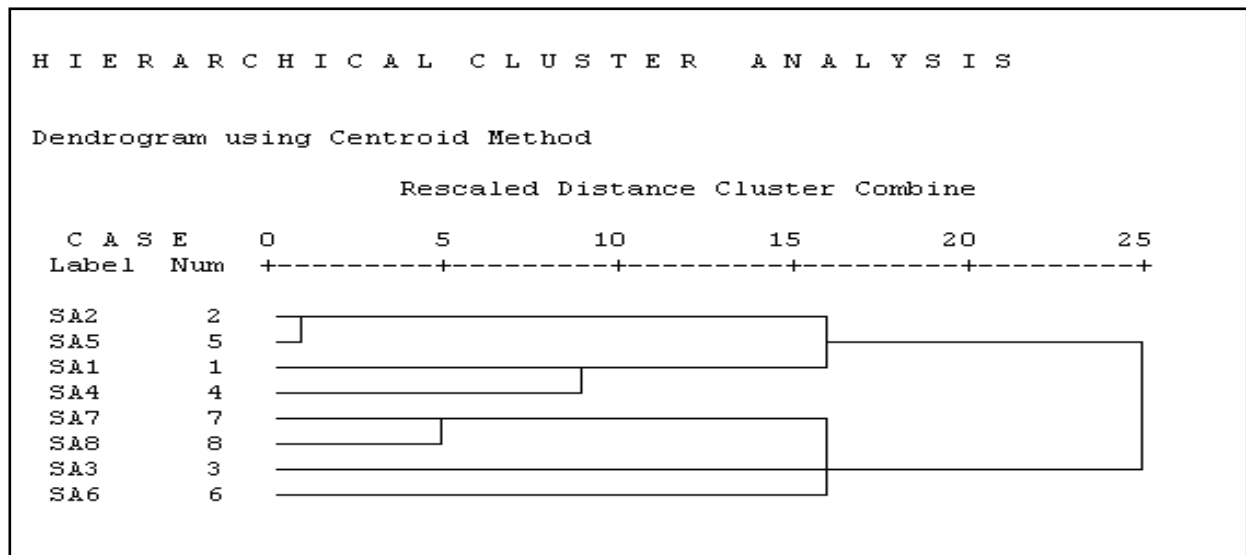 H I E R A R C H I C A L  C L U S T E R   A N A L Y S I S
Dendrogram using Centroid Method
Rescaled Distance Cluster Combine
C A S E 0 5 10 15 20 25
Label Num +---------+---------+---------+---------+---------+
SA2 2
SA5 5
SA1 1
SA4 4
SA7 7
SA8 8
SA3 3
SA6 6